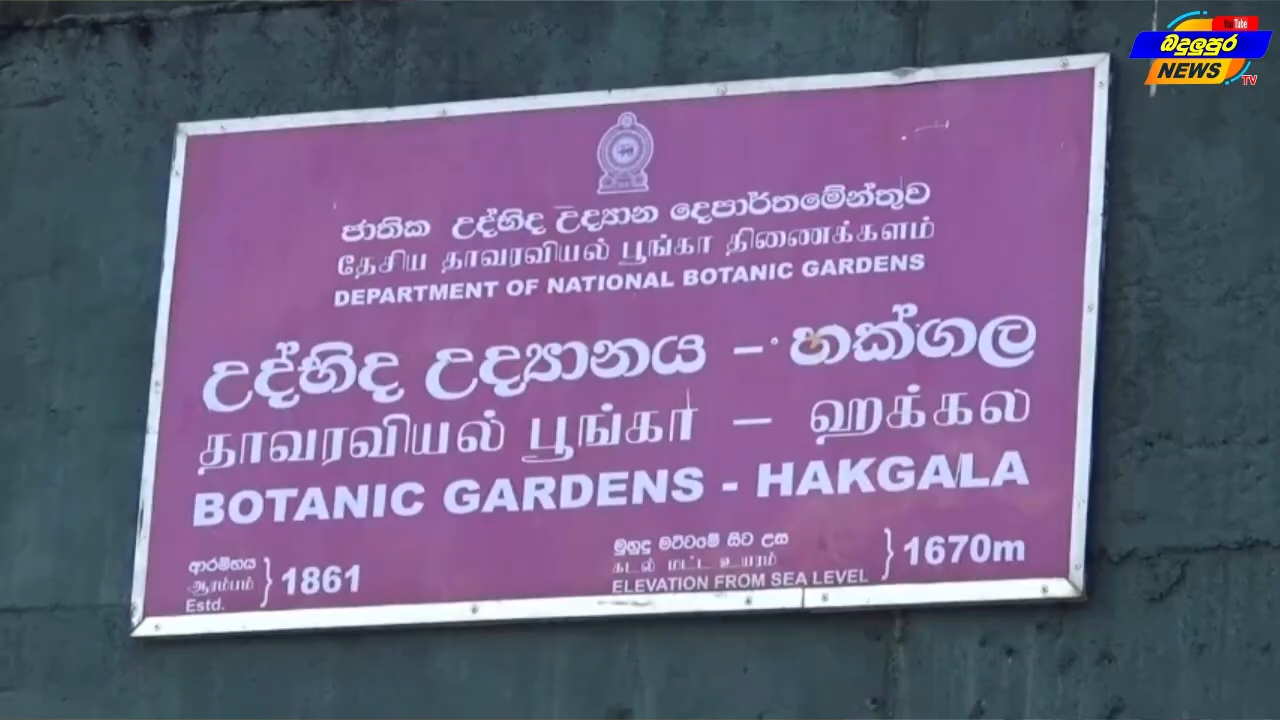 YouTube
බදුලුපුර
NEWS
TV
ජාතික උද්භිද උද්‍යාන දෙපාර්තමේන්තුව
தேசிய தாவரவியல் பூங்கா திணைக்களம்
DEPARTMENT OF NATIONAL BOTANIC GARDENS
උද්භිද උද්‍යානය – හක්ගල
தாவரவியல் பூங்கா – ஹக்கல
BOTANIC GARDENS - HAKGALA
ආරම්භය
ஆரம்பம்
Estd.
1861
මුහුදු මට්ටමේ සිට උස
கடல் மட்ட உயரம்
ELEVATION FROM SEA LEVEL
1670m